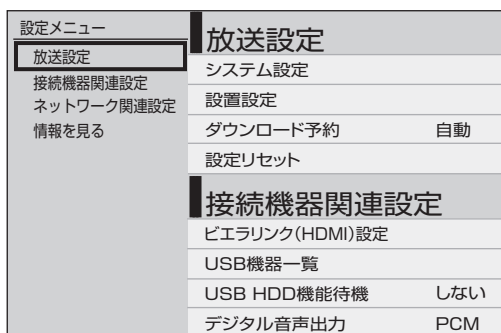 設定メニュー
放送設定
接続機器関連設定
ネットワーク関連設定
情報を見る
放送設定
システム設定
設置設定
ダウンロード予約 自動
設定リセット
接続機器関連設定
ビエラリンク(HDMI)設定
USB機器一覧
USB HDD機能待機 しない
デジタル音声出力 PCM